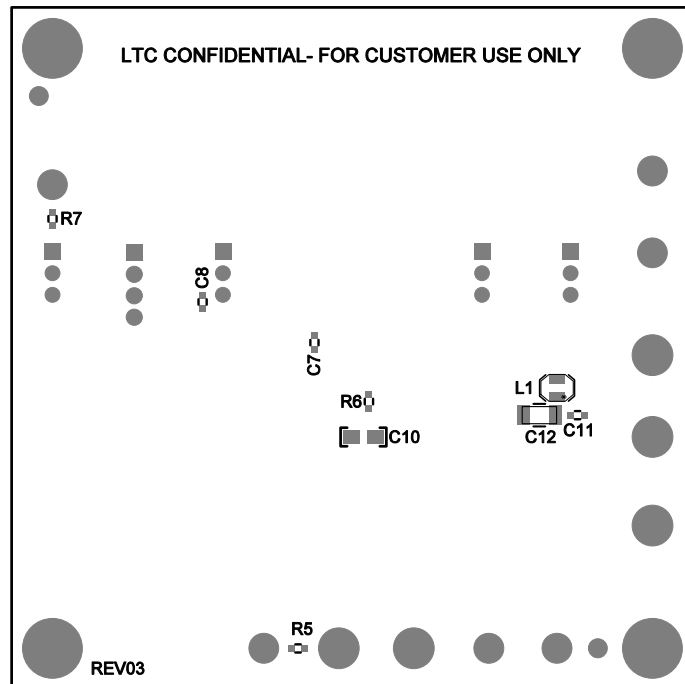 LTC CONFIDENTIAL- FOR CUSTOMER USE ONLY
R7
C8
C7
L1
R6
C10
C12
C11
R5
REV03